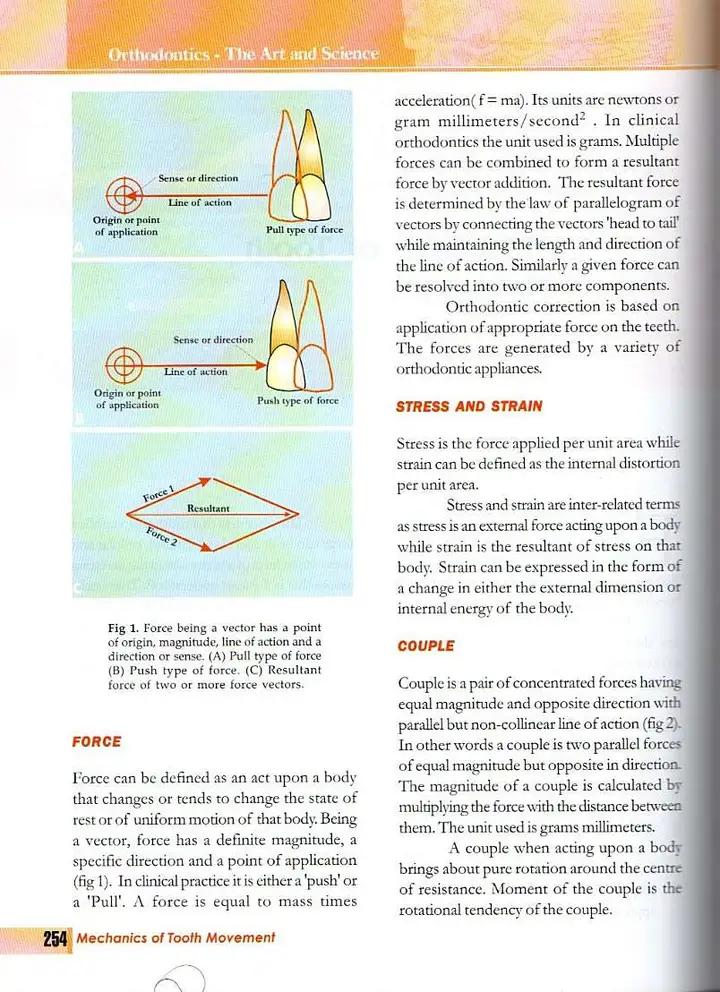 Orthodontics - The Art and Science
Sense or direction
Line of action
Origin or point
of application
Pull type of force
A
Sense or direction
Line of action
Origin or point
of application
Push type of force
B
Force 1
Resultant
Force 2
C
Fig 1. Force being a vector has a point
of origin, magnitude, line of action and a
direction or sense. (A) Pull type of force
(B) Push type of force. (C) Resultant
force of two or more force vectors.
FORCE
Force can be defined as an act upon a body
that changes or tends to change the state of
rest or of uniform motion of that body. Being
a vector, force has a definite magnitude, a
specific direction and a point of application
(fig 1). In clinical practice it is either a 'push' or
a 'Pull'. A force is equal to mass times
acceleration( f = ma). Its units are newtons or
gram millimeters/second² . In clinical
orthodontics the unit used is grams. Multiple
forces can be combined to form a resultant
force by vector addition. The resultant force
is determined by the law of parallelogram of
vectors by connecting the vectors 'head to tail'
while maintaining the length and direction of
the line of action. Similarly a given force can
be resolved into two or more components.
Orthodontic correction is based on
application of appropriate force on the teeth.
The forces are generated by a variety of
orthodontic appliances.
STRESS AND STRAIN
Stress is the force applied per unit area while
strain can be defined as the internal distortion
per unit area.
Stress and strain are inter-related terms
as stress is an external force acting upon a body
while strain is the resultant of stress on that
body. Strain can be expressed in the form of
a change in either the external dimension or
internal energy of the body.
COUPLE
Couple is a pair of concentrated forces having
equal magnitude and opposite direction with
parallel but non-collinear line of action (fig 2).
In other words a couple is two parallel forces
of equal magnitude but opposite in direction.
The magnitude of a couple is calculated by
multiplying the force with the distance between
them. The unit used is grams millimeters.
A couple when acting upon a body
brings about pure rotation around the centre
of resistance. Moment of the couple is the
rotational tendency of the couple.
254 Mechanics of Tooth Movement